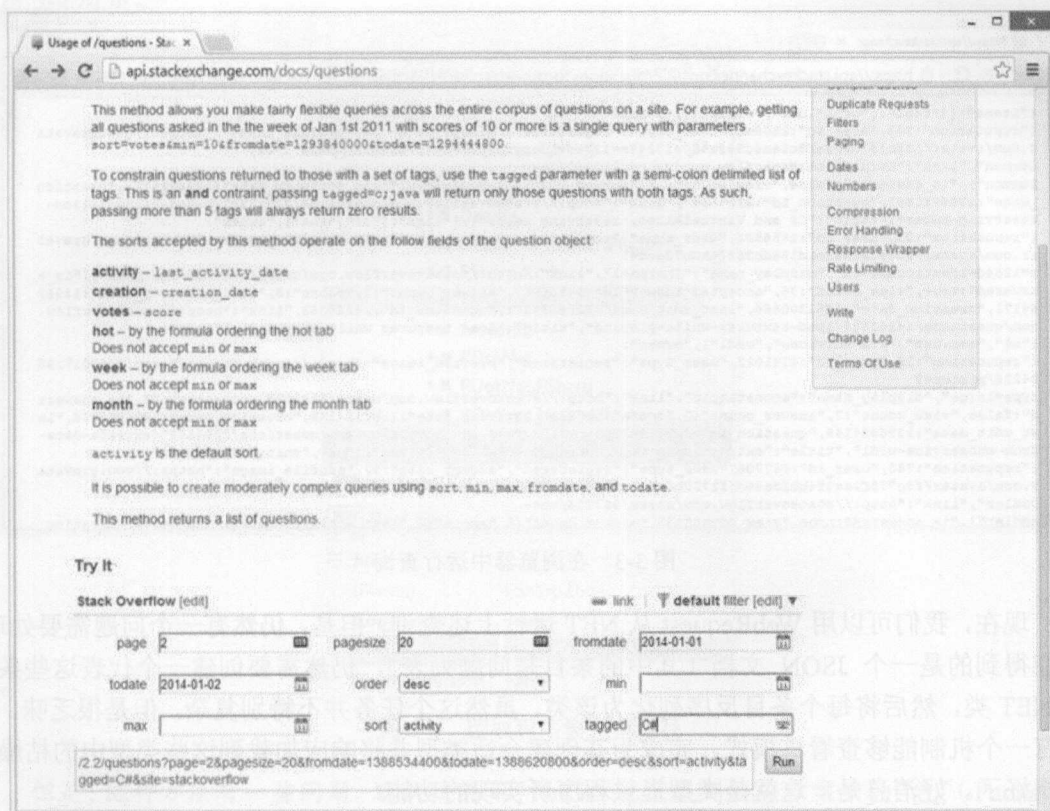 Usage of /questions - Stac
api.stackexchange.com/docs/questions
This method allows you make fairly flexible queries across the entire corpus of questions on a site. For example, getting
all questions asked in the the week of Jan 1st 2011 with scores of 10 or more is a single query with parameters
sort=votes&min=10&fromdate=1293840000&todate=1294444800.
To constrain questions returned to those with a set of tags, use the tagged parameter with a semi-colon delimited list of
tags. This is an and contraint, passing tagged=c;java will return only those questions with both tags. As such,
passing more than 5 tags will always return zero results.
The sorts accepted by this method operate on the follow fields of the question object:
activity – last_activity_date
creation – creation_date
votes – score
hot – by the formula ordering the hot tab
Does not accept min or max
week – by the formula ordering the week tab
Does not accept min or max
month – by the formula ordering the month tab
Does not accept min or max
activity is the default sort.
It is possible to create moderately complex queries using sort, min, max, fromdate, and todate.
This method returns a list of questions.
Duplicate Requests
Filters
Paging
Dates
Numbers
Compression
Error Handling
Response Wrapper
Rate Limiting
Users
Write
Change Log
Terms Of Use
Try It
Stack Overflow [edit]
link | default filter [edit] ▼
page 2 pagesize 20 fromdate 2014-01-01
todate 2014-01-02 order desc min
max sort activity tagged C#
/2.2/questions?page=2&pagesize=20&fromdate=1388534400&todate=1388620800&order=desc&sort=activity&ta
gged=C#&site=stackoverflow
Run